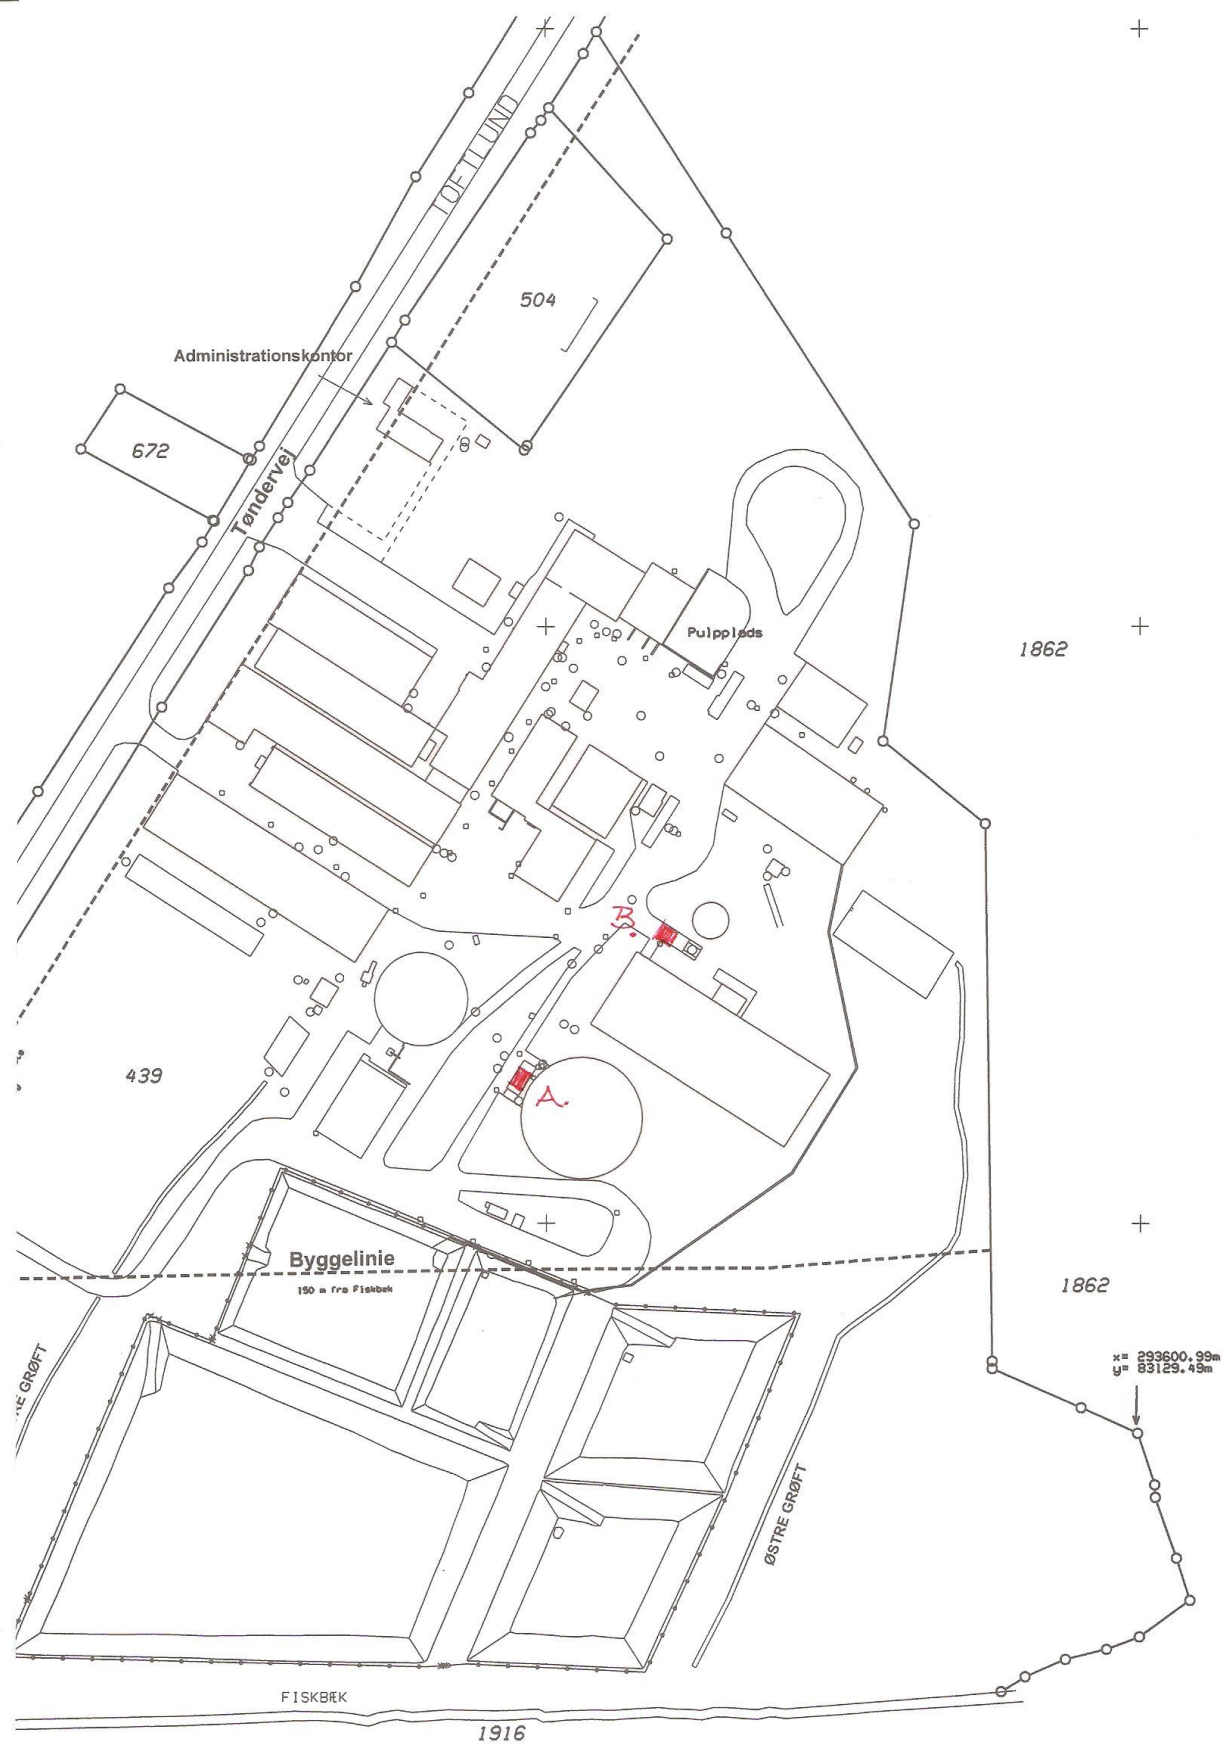 TOFTLUND
504
Administrationskontor
672
Tøndervej
Pulpplads
1862
B.
439
A.
Byggelinie
150 m fra Fiskbæk
1862
x= 293600.99m
y= 83129.49m
RE GRØFT
ØSTRE GRØFT
FISKBÆK
1916